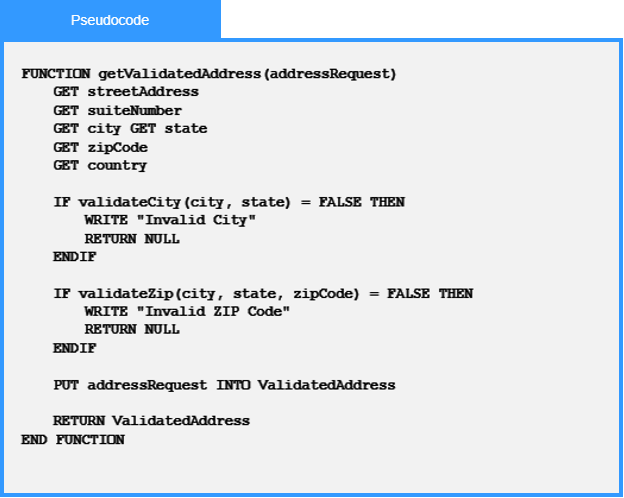 Pseudocode
FUNCTION getValidatedAddress(addressRequest)
GET streetAddress
GET suiteNumber
GET city GET state
GET zipCode
GET country
IF validateCity(city, state) = FALSE THEN
WRITE "Invalid City"
RETURN NULL
ENDIF
IF validateZip(city, state, zipCode) = FALSE THEN
WRITE "Invalid ZIP Code"
RETURN NULL
ENDIF
PUT addressRequest INTO ValidatedAddress
RETURN ValidatedAddress
END FUNCTION